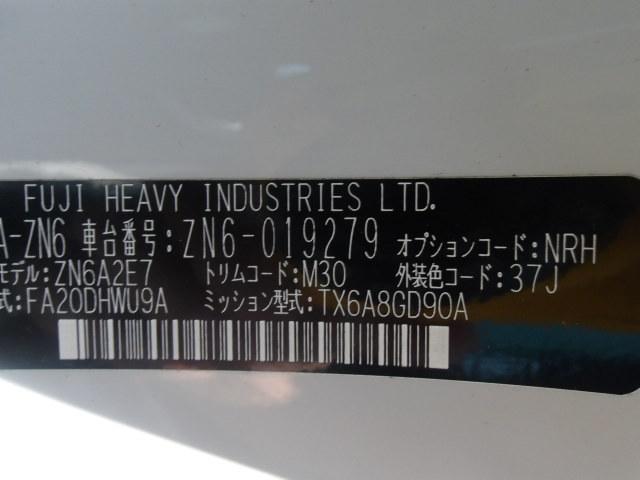 FUJI HEAVY INDUSTRIES LTD.
A-ZN6 車台番号:ZN6-019279 オプションコード:NRH
モデル:ZN6A2E7 トリムコード:M30 外装色コード:37J
式:FA20DHWU9A ミッション型式:TX6A8GD90A